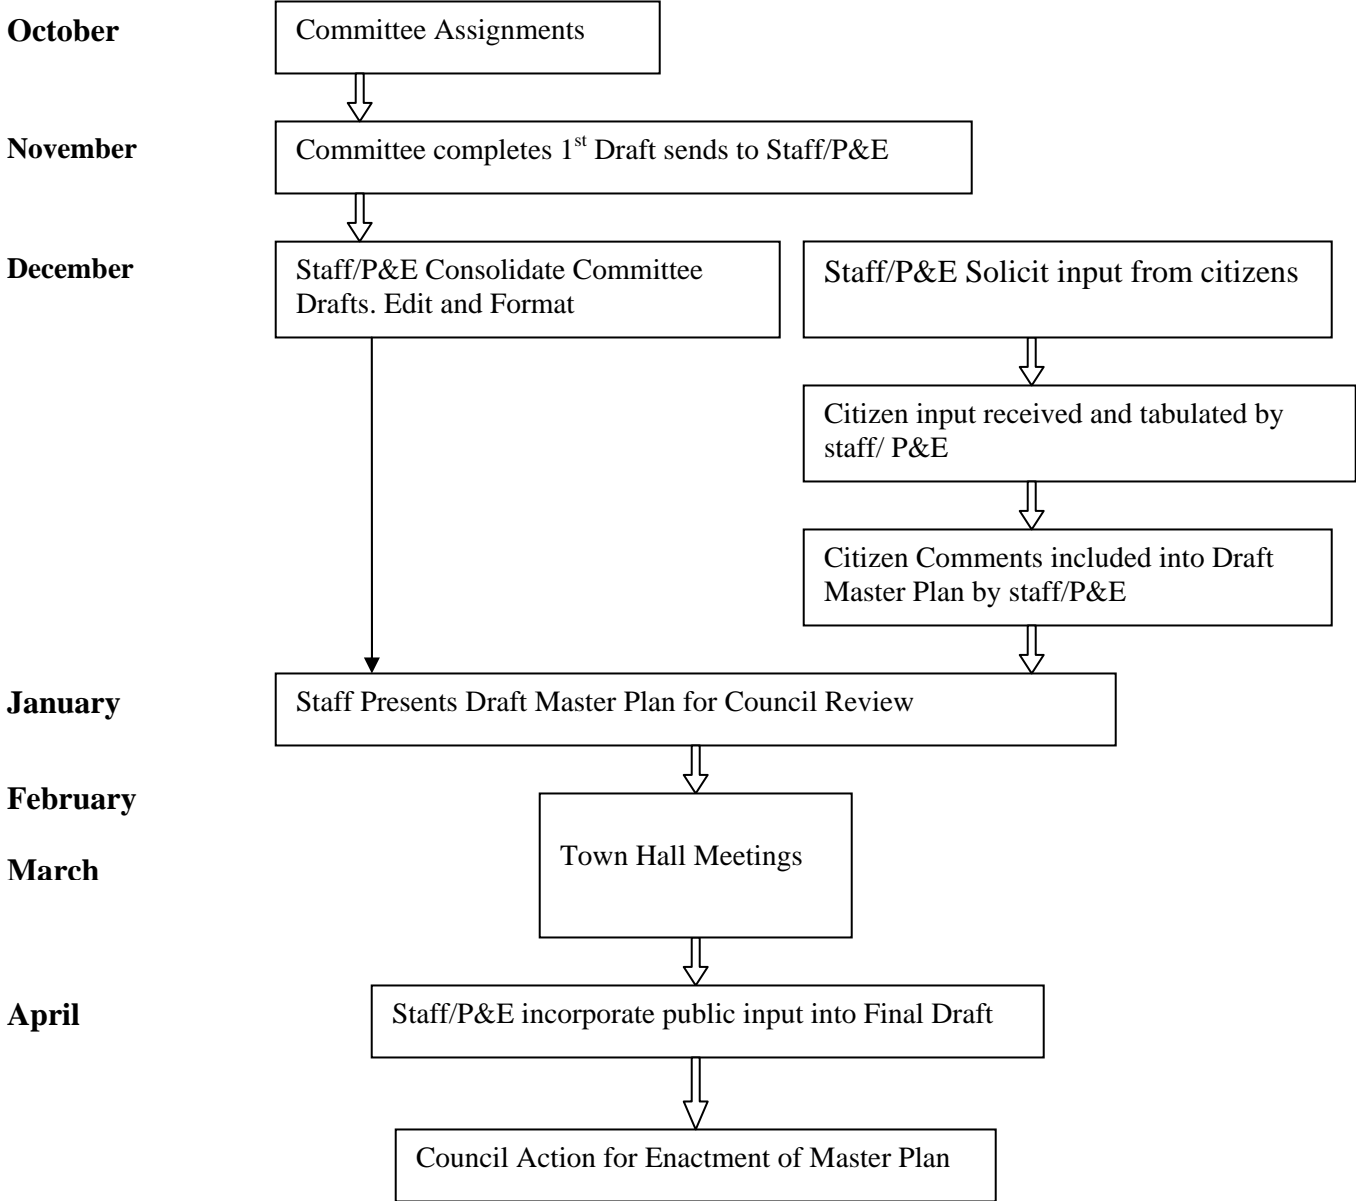 October
Committee Assignments
November
Committee completes 1st Draft sends to Staff/P&E
December
Staff/P&E Consolidate Committee
Drafts. Edit and Format
Staff/P&E Solicit input from citizens
Citizen input received and tabulated by
staff/ P&E
Citizen Comments included into Draft
Master Plan by staff/P&E
January
Staff Presents Draft Master Plan for Council Review
February
March
Town Hall Meetings
April
Staff/P&E incorporate public input into Final Draft
Council Action for Enactment of Master Plan